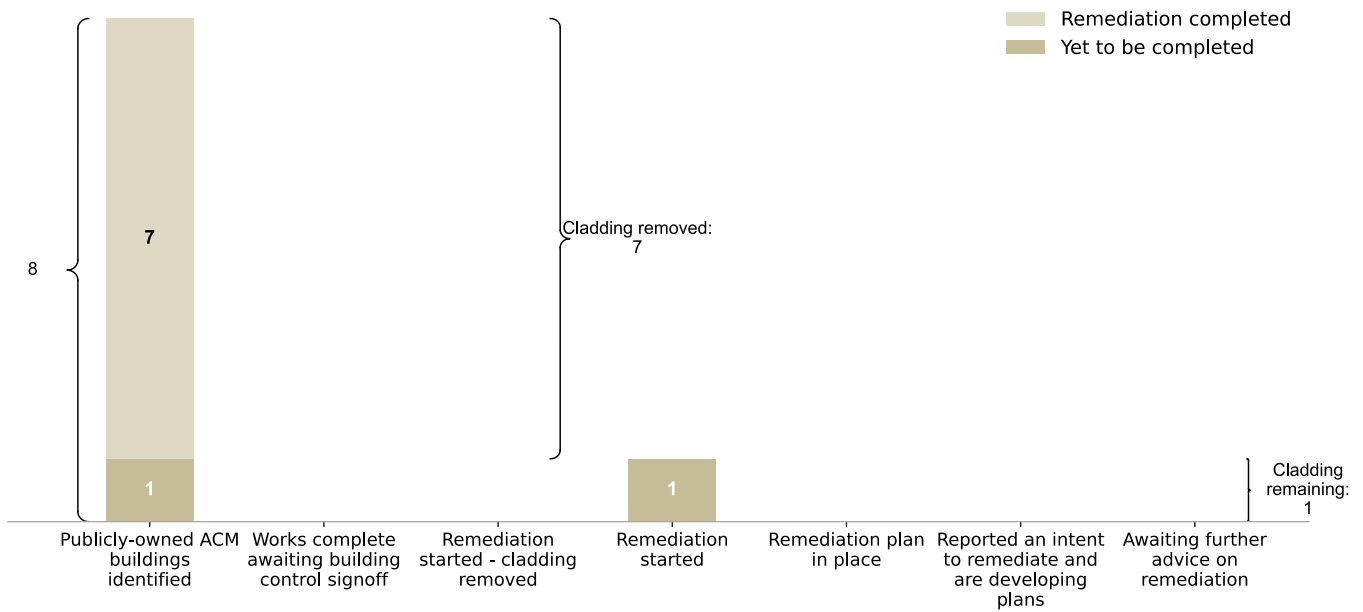 Remediation completed
Yet to be completed
7
8
Cladding removed:
7
1
1
Cladding
remaining:
1
Publicly-owned ACM
buildings
identified
Works complete
awaiting building
control signoff
Remediation
started - cladding
removed
Remediation
started
Remediation plan
in place
Reported an intent
to remediate and
are developing
plans
Awaiting further
advice on
remediation